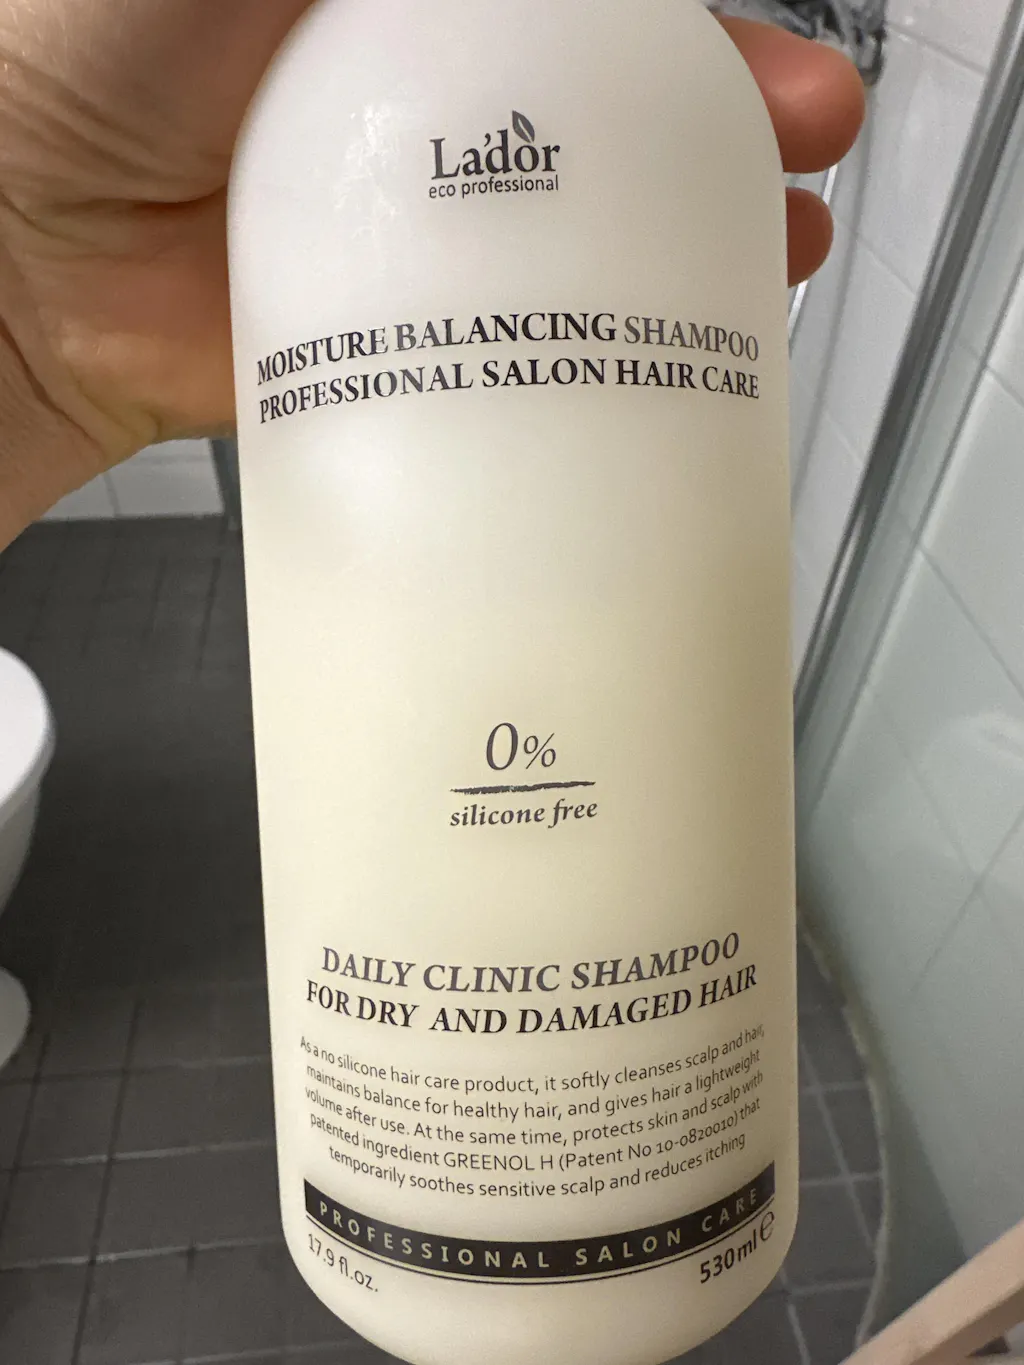 La'dor
eco professional
MOISTURE BALANCING SHAMPOO
PROFESSIONAL SALON HAIR CARE
0%
silicone free
DAILY CLINIC SHAMPOO
FOR DRY AND DAMAGED HAIR
As a no silicone hair care product, it softly cleanses scalp and hair,
maintains balance for healthy hair, and gives hair a lightweight
volume after use. At the same time, protects skin and scalp with
patented ingredient GREENOL H (Patent No 10-0820010) that
temporarily soothes sensitive scalp and reduces itching
PROFESSIONAL SALON CARE
17.9 fl.oz.
530ml ℮